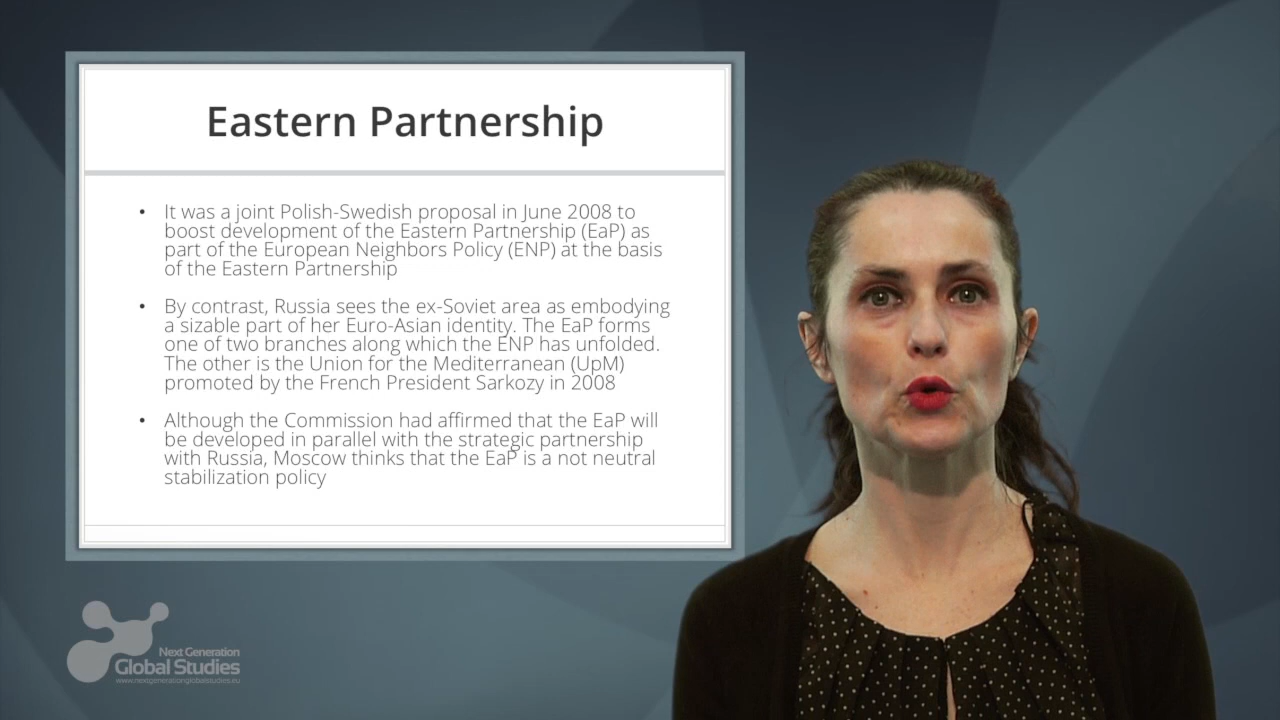 Eastern Partnership
• It was a joint Polish-Swedish proposal in June 2008 to
boost development of the Eastern Partnership (EaP) as
part of the European Neighbors Policy (ENP) at the basis
of the Eastern Partnership
• By contrast, Russia sees the ex-Soviet area as embodying
a sizable part of her Euro-Asian identity. The EaP forms
one of two branches along which the ENP has unfolded.
The other is the Union for the Mediterranean (UpM)
promoted by the French President Sarkozy in 2008
• Although the Commission had affirmed that the EaP will
be developed in parallel with the strategic partnership
with Russia, Moscow thinks that the EaP is a not neutral
stabilization policy
Next Generation
Global Studies
www.nextgenerationglobalstudies.eu